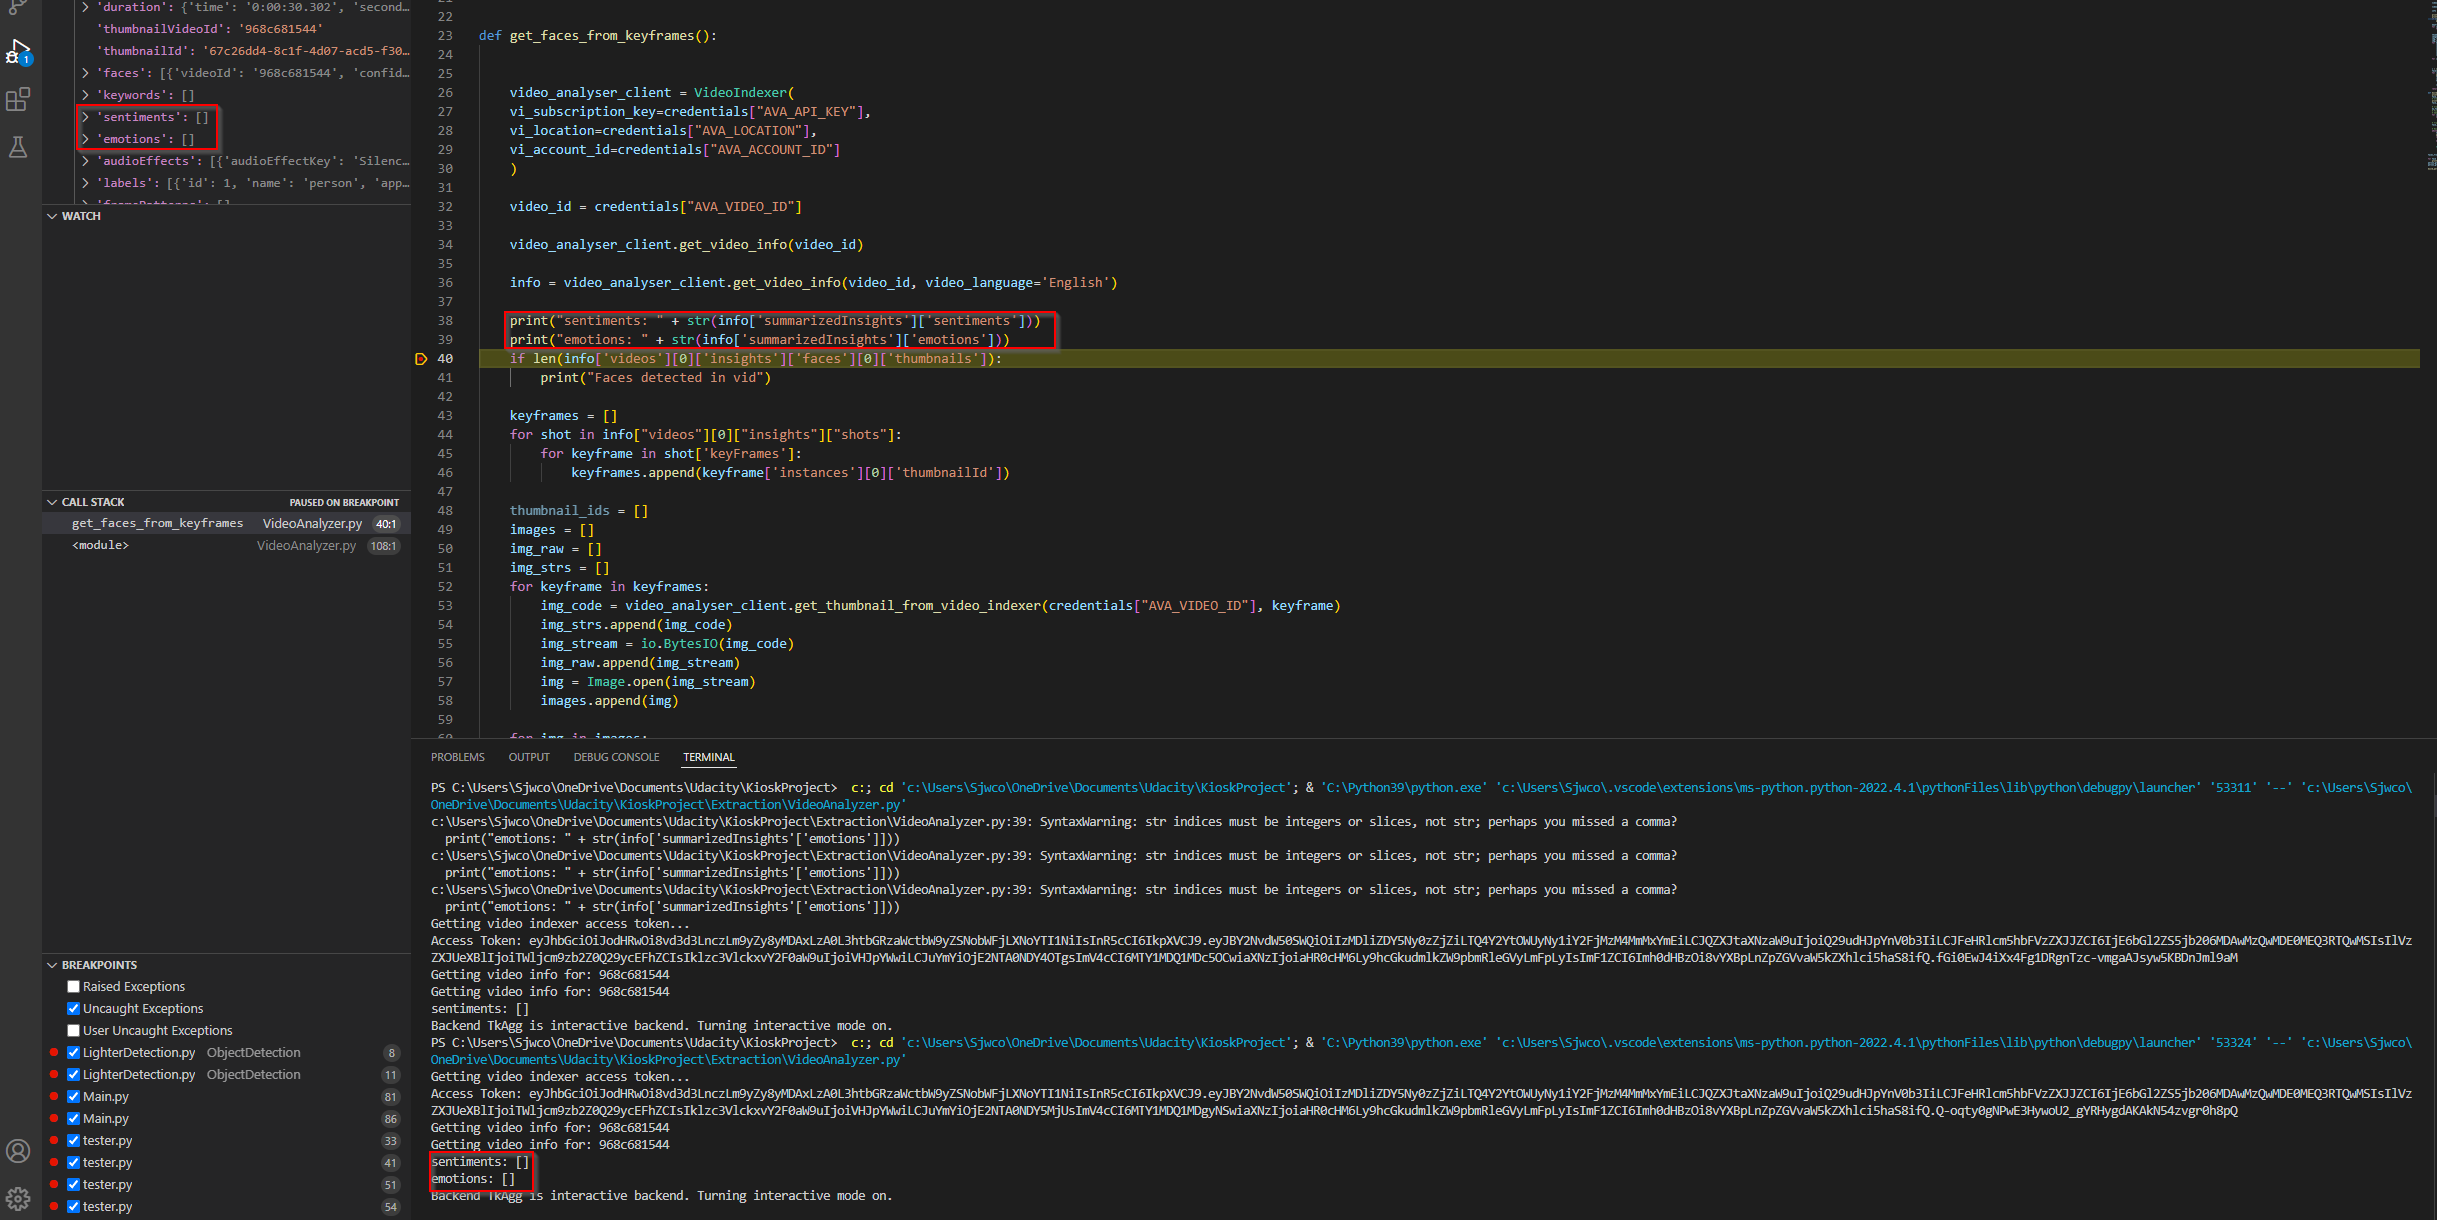 'duration': {'time': '0:00:30.302', 'second…
'thumbnailVideoId': '968c681544'
'thumbnailId': '67c26dd4-8c1f-4d07-acd5-f30…
'faces': [{'videoId': '968c681544', 'confid…
'keywords': []
'sentiments': []
'emotions': []
'audioEffects': [{'audioEffectKey': 'Silenc…
'labels': [{'id': 1, 'name': 'person', 'app…
WATCH
CALL STACK PAUSED ON BREAKPOINT
get_faces_from_keyframes VideoAnalyzer.py 40:1
<module> VideoAnalyzer.py 108:1
BREAKPOINTS
Raised Exceptions
Uncaught Exceptions
User Uncaught Exceptions
LighterDetection.py ObjectDetection 8
LighterDetection.py ObjectDetection 11
Main.py 81
Main.py 86
tester.py 33
tester.py 41
tester.py 51
tester.py 54
1
22
23 def get_faces_from_keyframes():
24
25
26 video_analyser_client = VideoIndexer(
27 vi_subscription_key=credentials["AVA_API_KEY"],
28 vi_location=credentials["AVA_LOCATION"],
29 vi_account_id=credentials["AVA_ACCOUNT_ID"]
30 )
31
32 video_id = credentials["AVA_VIDEO_ID"]
33
34 video_analyser_client.get_video_info(video_id)
35
36 info = video_analyser_client.get_video_info(video_id, video_language='English')
37
38 print("sentiments: " + str(info['summarizedInsights']['sentiments']))
39 print("emotions: " + str(info['summarizedInsights']['emotions']))
40 if len(info['videos'][0]['insights']['faces'][0]['thumbnails']):
41 print("Faces detected in vid")
42
43 keyframes = []
44 for shot in info["videos"][0]["insights"]["shots"]:
45 for keyframe in shot['keyFrames']:
46 keyframes.append(keyframe['instances'][0]['thumbnailId'])
47
48 thumbnail_ids = []
49 images = []
50 img_raw = []
51 img_strs = []
52 for keyframe in keyframes:
53 img_code = video_analyser_client.get_thumbnail_from_video_indexer(credentials["AVA_VIDEO_ID"], keyframe)
54 img_strs.append(img_code)
55 img_stream = io.BytesIO(img_code)
56 img_raw.append(img_stream)
57 img = Image.open(img_stream)
58 images.append(img)
59
60 for img in images:
PROBLEMS OUTPUT DEBUG CONSOLE TERMINAL
PS C:\Users\Sjwco\OneDrive\Documents\Udacity\KioskProject> c:; cd 'c:\Users\Sjwco\OneDrive\Documents\Udacity\KioskProject'; & 'C:\Python39\python.exe' 'c:\Users\Sjwco\.vscode\extensions\ms-python.python-2022.4.1\pythonFiles\lib\python\debugpy\launcher' '53311' '--' 'c:\Users\Sjwco\
OneDrive\Documents\Udacity\KioskProject\Extraction\VideoAnalyzer.py'
c:\Users\Sjwco\OneDrive\Documents\Udacity\KioskProject\Extraction\VideoAnalyzer.py:39: SyntaxWarning: str indices must be integers or slices, not str; perhaps you missed a comma?
print("emotions: " + str(info['summarizedInsights'['emotions']]))
c:\Users\Sjwco\OneDrive\Documents\Udacity\KioskProject\Extraction\VideoAnalyzer.py:39: SyntaxWarning: str indices must be integers or slices, not str; perhaps you missed a comma?
print("emotions: " + str(info['summarizedInsights'['emotions']]))
c:\Users\Sjwco\OneDrive\Documents\Udacity\KioskProject\Extraction\VideoAnalyzer.py:39: SyntaxWarning: str indices must be integers or slices, not str; perhaps you missed a comma?
print("emotions: " + str(info['summarizedInsights'['emotions']]))
Getting video indexer access token...
Access Token:
Getting video info for: 968c681544
Getting video info for: 968c681544
sentiments: []
Backend TkAgg is interactive backend. Turning interactive mode on.
PS C:\Users\Sjwco\OneDrive\Documents\Udacity\KioskProject> c:; cd 'c:\Users\Sjwco\OneDrive\Documents\Udacity\KioskProject'; & 'C:\Python39\python.exe' 'c:\Users\Sjwco\.vscode\extensions\ms-python.python-2022.4.1\pythonFiles\lib\python\debugpy\launcher' '53324' '--' 'c:\Users\Sjwco\
OneDrive\Documents\Udacity\KioskProject\Extraction\VideoAnalyzer.py'
Getting video indexer access token...
Access Token:
Getting video info for: 968c681544
Getting video info for: 968c681544
sentiments: []
emotions: []
Backend TkAgg is interactive backend. Turning interactive mode on.